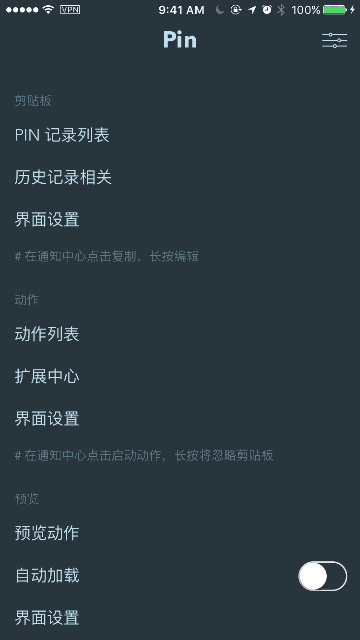 VPN 9:41 AM 100%
Pin
剪贴板
PIN 记录列表
历史记录相关
界面设置
# 在通知中心点击复制，长按编辑
动作
动作列表
扩展中心
界面设置
# 在通知中心点击启动动作，长按将忽略剪贴板
预览
预览动作
自动加载
界面设置